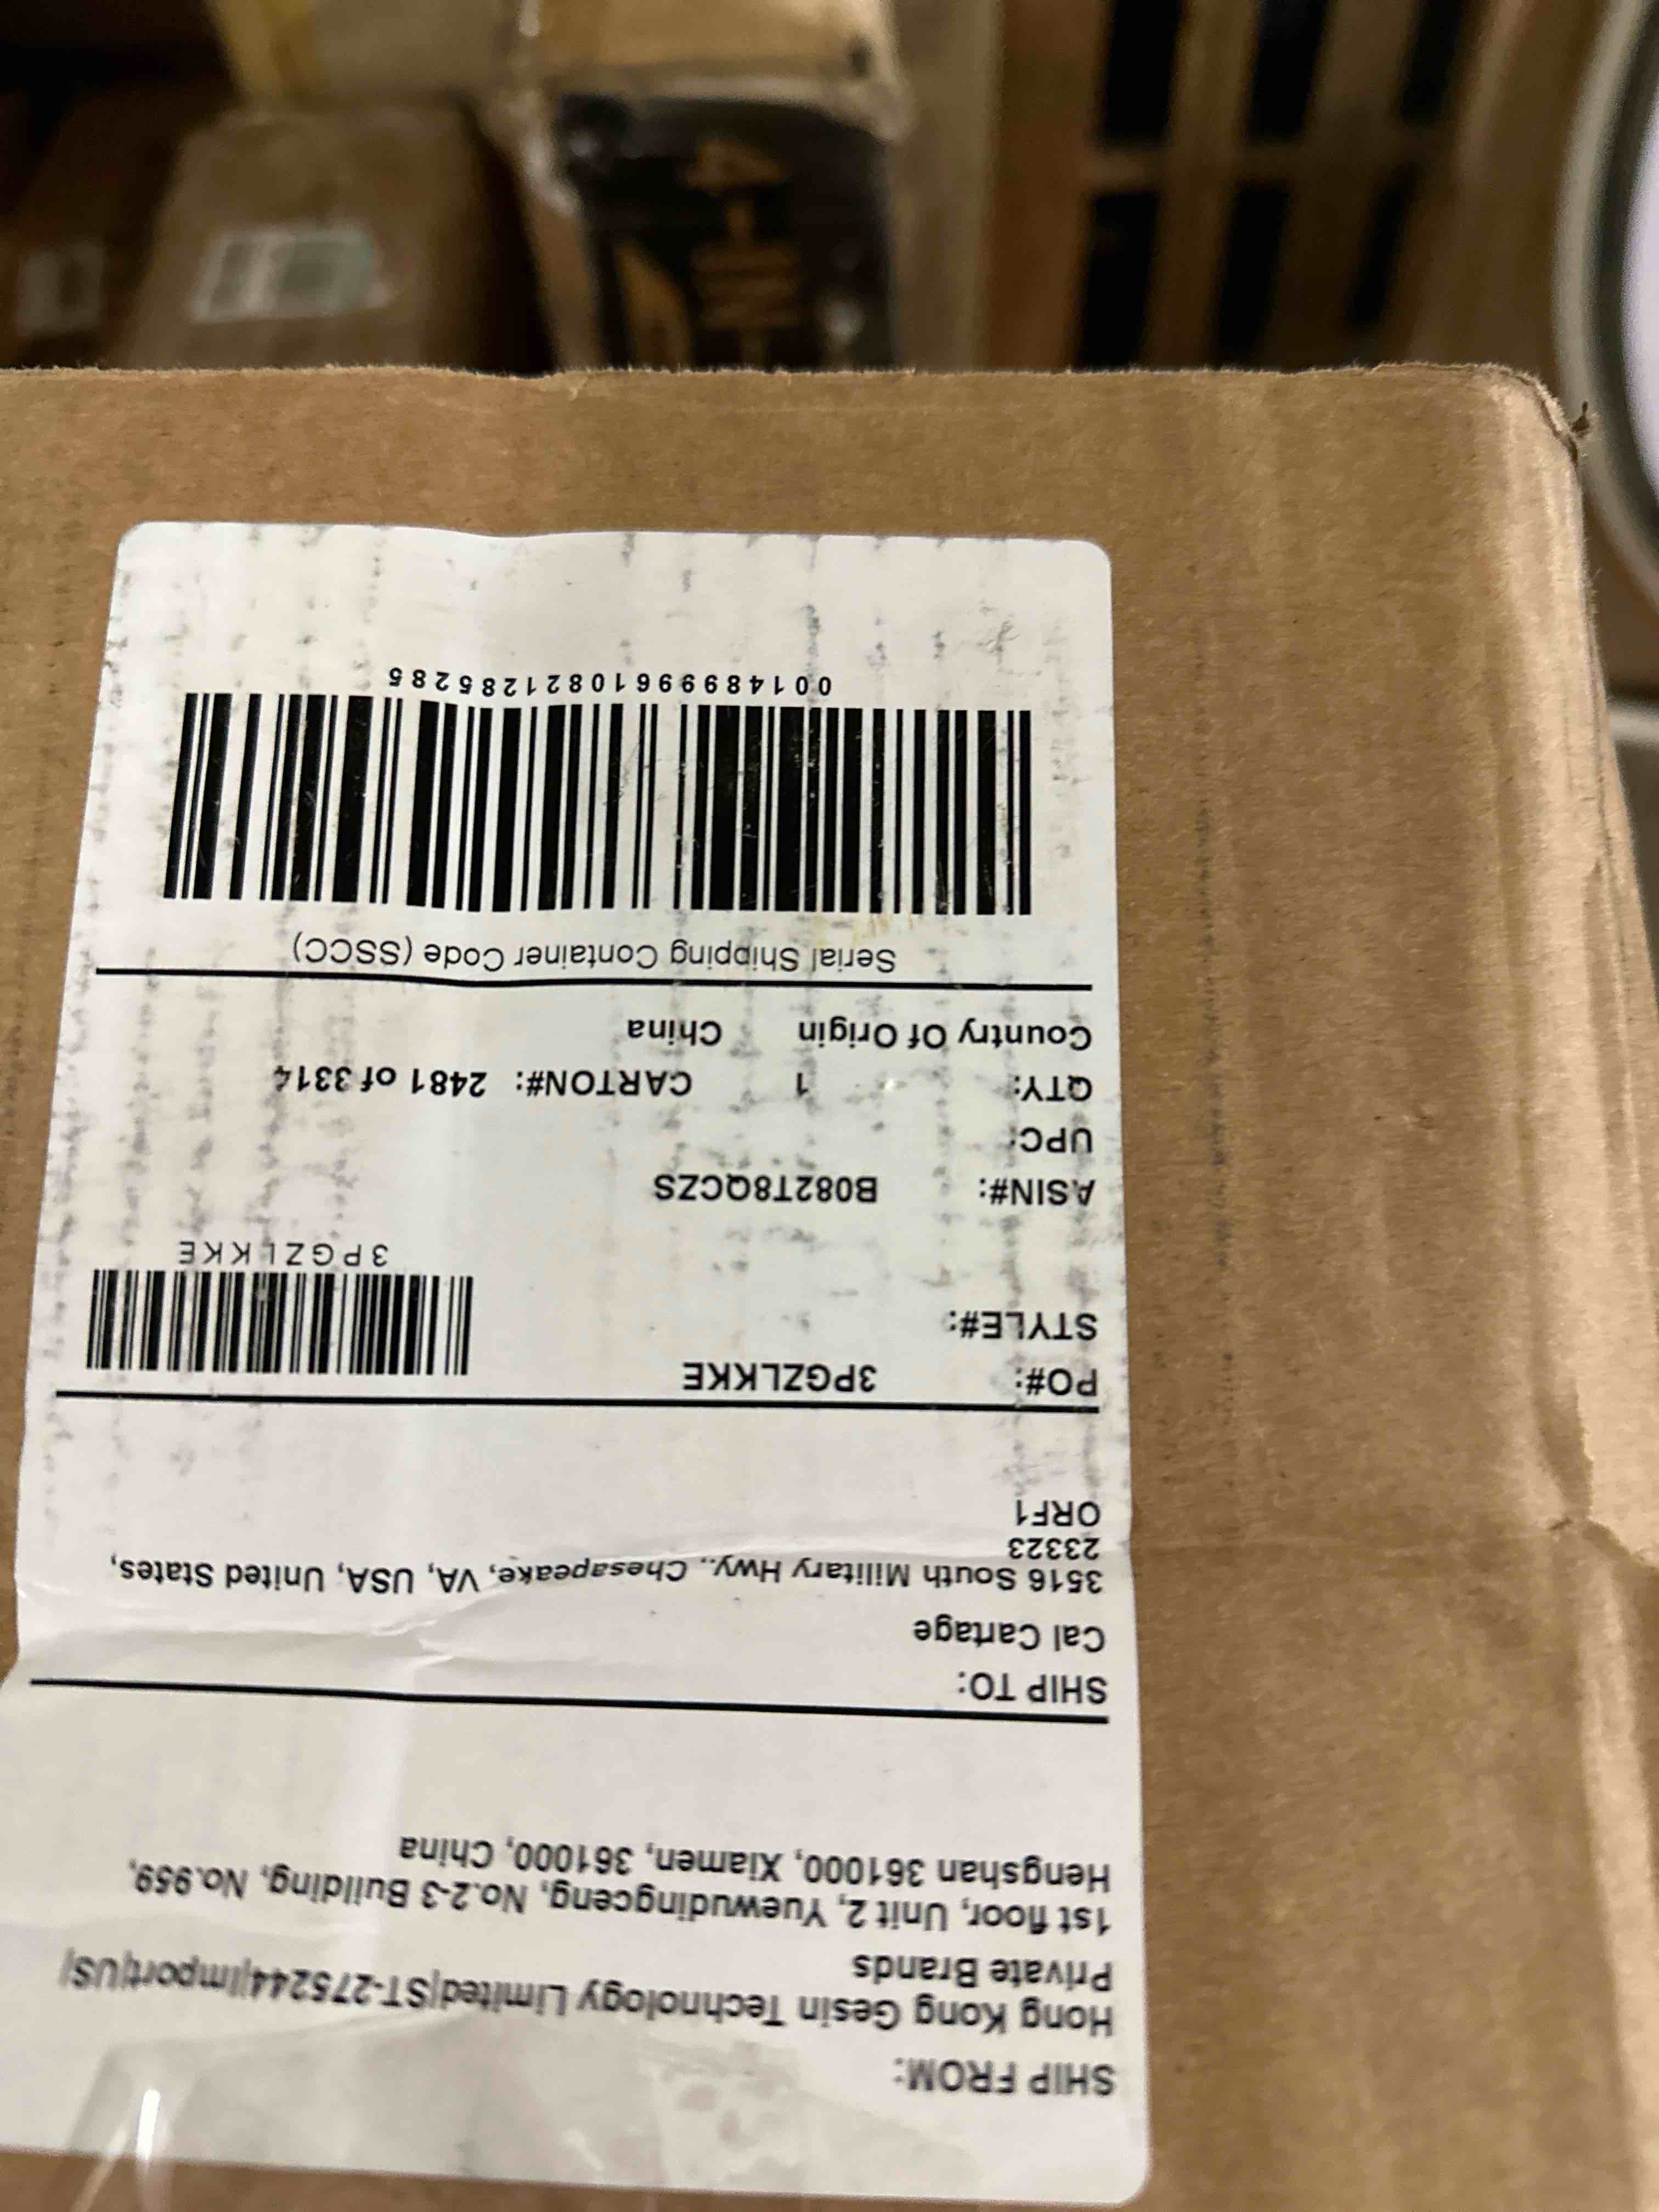 SHIP FROM:
Hong Kong Gesin Technology Limited|ST-275244|Import|US|
Private Brands
1st floor, Unit 2, Yuewudingceng, No.2-3 Building, No.959,
Hengshan 361000, Xiamen, 361000, China
SHIP TO:
Cal Cartage
3516 South Military Hwy., Chesapeake, VA, USA, United States,
23323
ORF1
PO#: 3PGZLKKE
STYLE#:
3PGZLKKE
ASIN#: B082T8QCZS
UPC:
QTY: 1 CARTON#: 2481 of 3314
Country Of Origin China
Serial Shipping Container Code (SSCC)
00148999610821285285